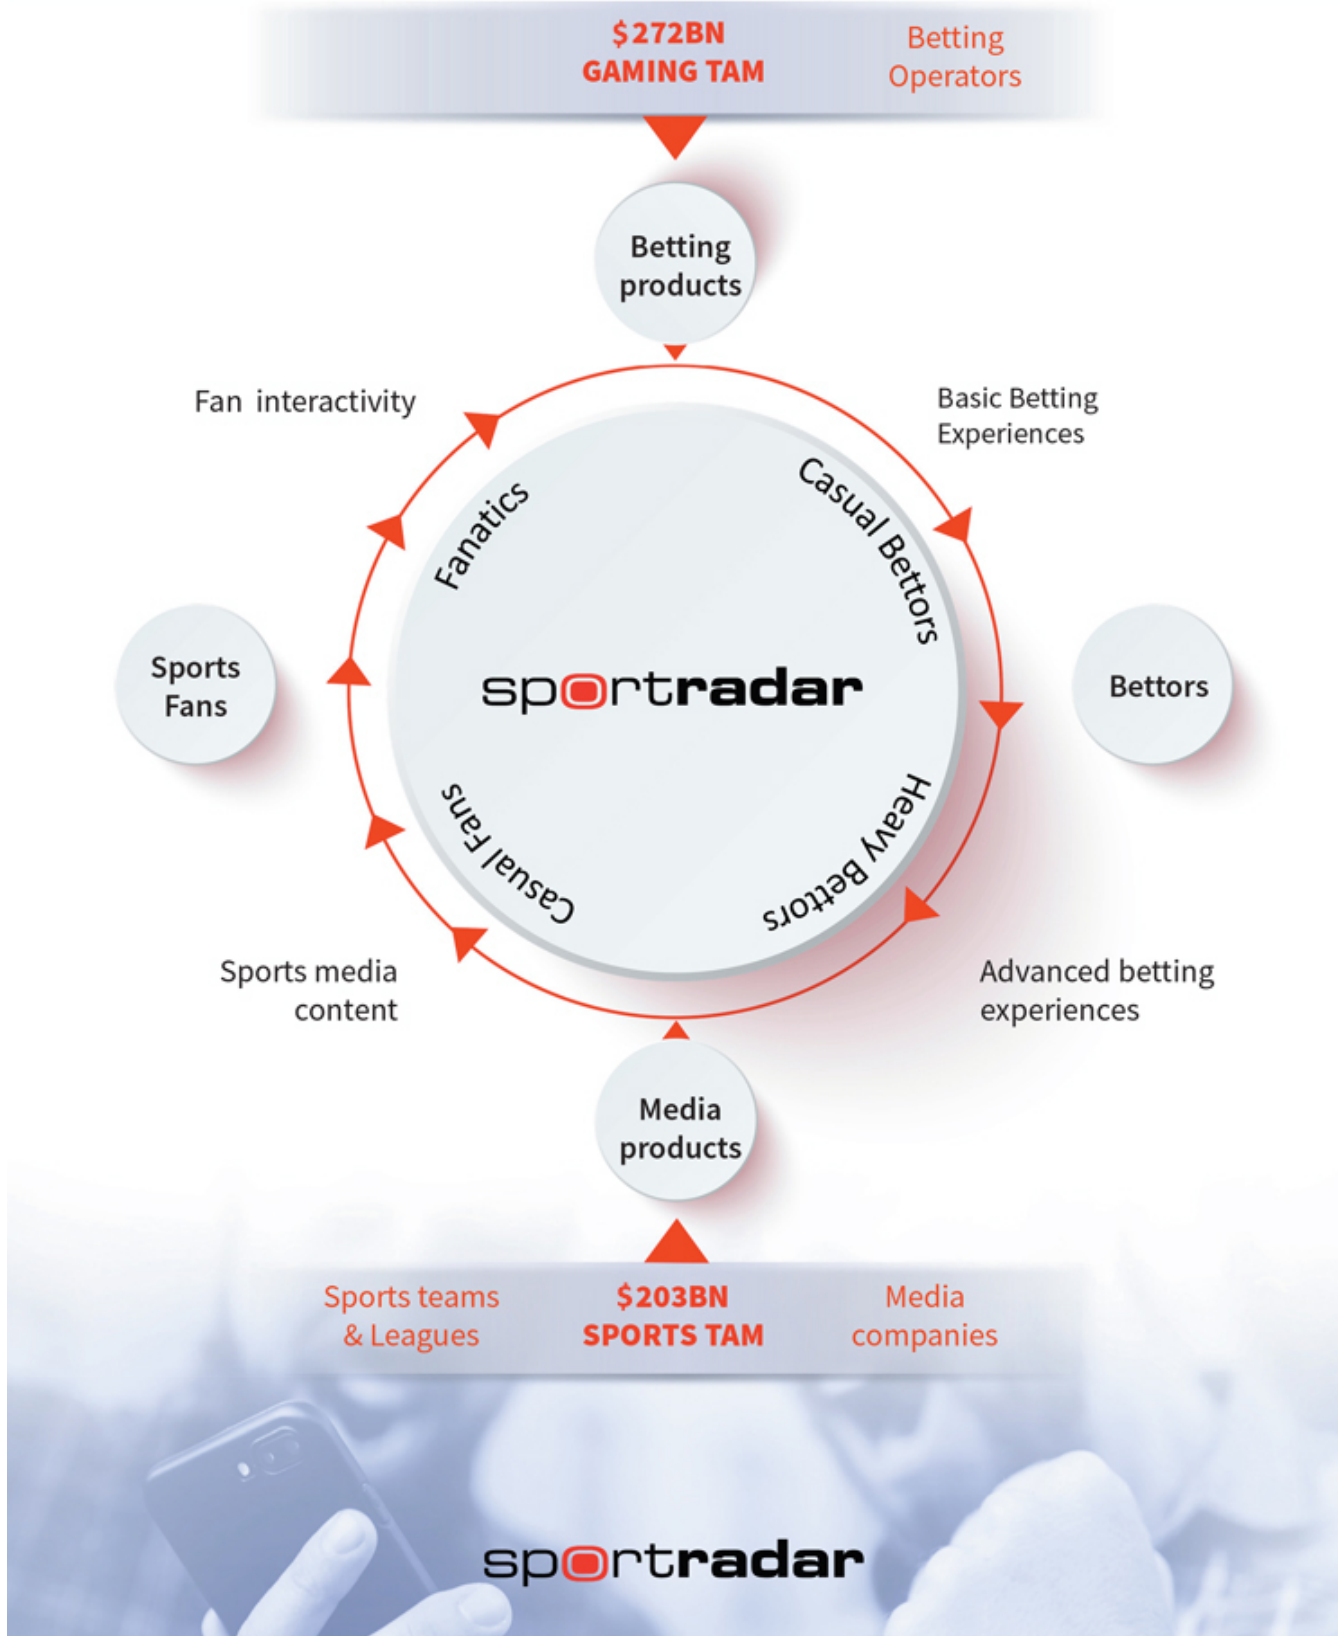 $272BN
GAMING TAM
Betting
Operators
Betting
products
Fan interactivity
Basic Betting
Experiences
Fanatics
Casual Bettors
Sports
Fans
sportradar
Bettors
Casual Fans
Heavy Bettors
Sports media
content
Advanced betting
experiences
Media
products
Sports teams
& Leagues
$203BN
SPORTS TAM
Media
companies
sportradar